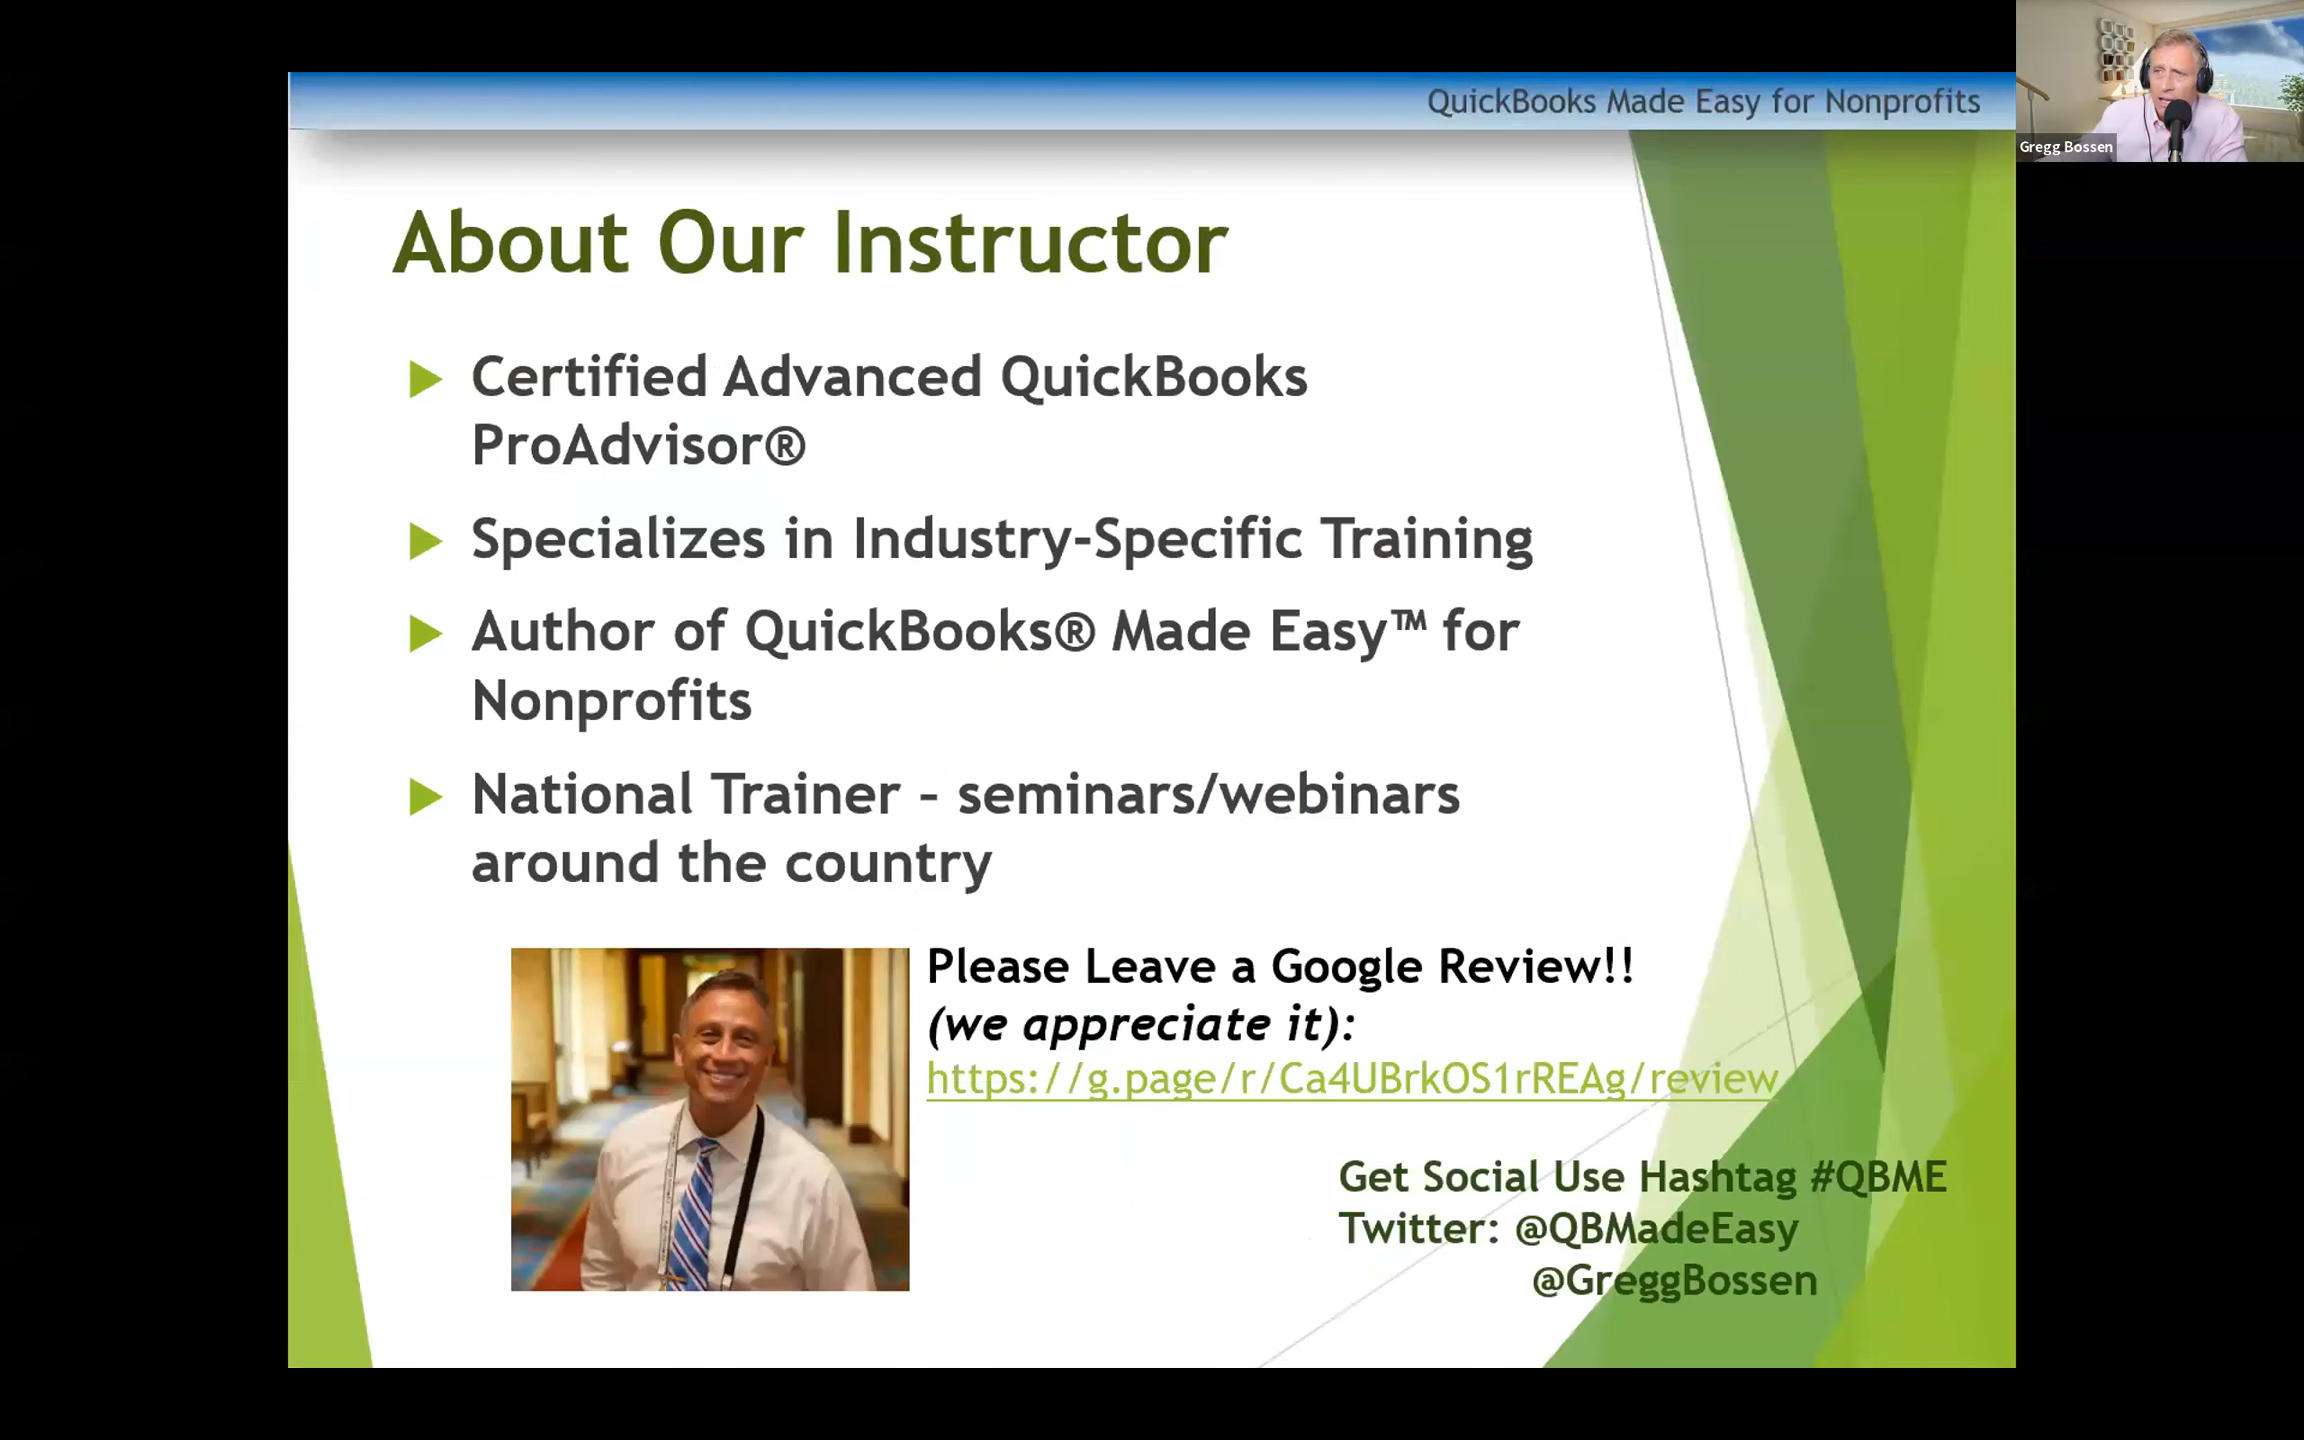 QuickBooks Made Easy for Nonprofits
Gregg Bossen
About Our Instructor
Certified Advanced QuickBooks
ProAdvisor®
Specializes in Industry-Specific Training
Author of QuickBooks® Made Easy™ for
Nonprofits
National Trainer – seminars/webinars
around the country
Please Leave a Google Review!!
(we appreciate it):
https://g.page/r/Ca4UBrkOS1rREAg/review
Get Social Use Hashtag #QBME
Twitter: @QBMadeEasy
@GreggBossen